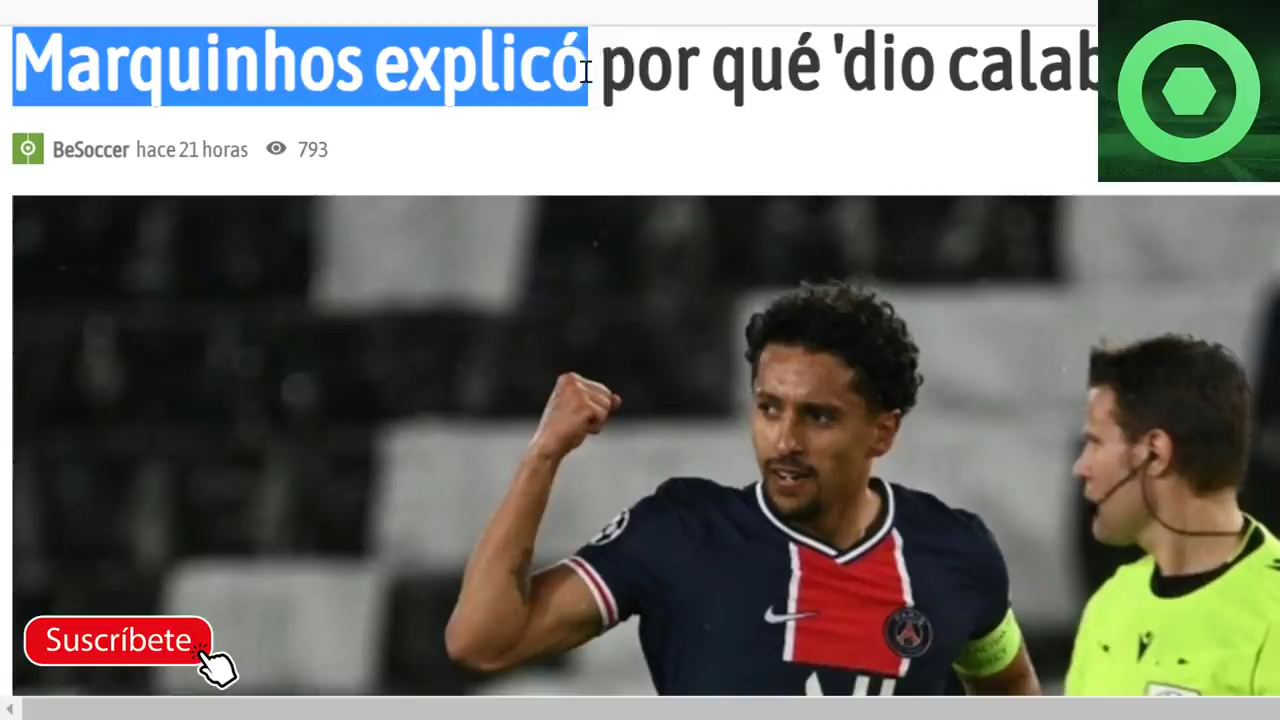 Marquinhos explicó por qué 'dio calab
BeSoccer hace 21 horas 793
Suscríbete